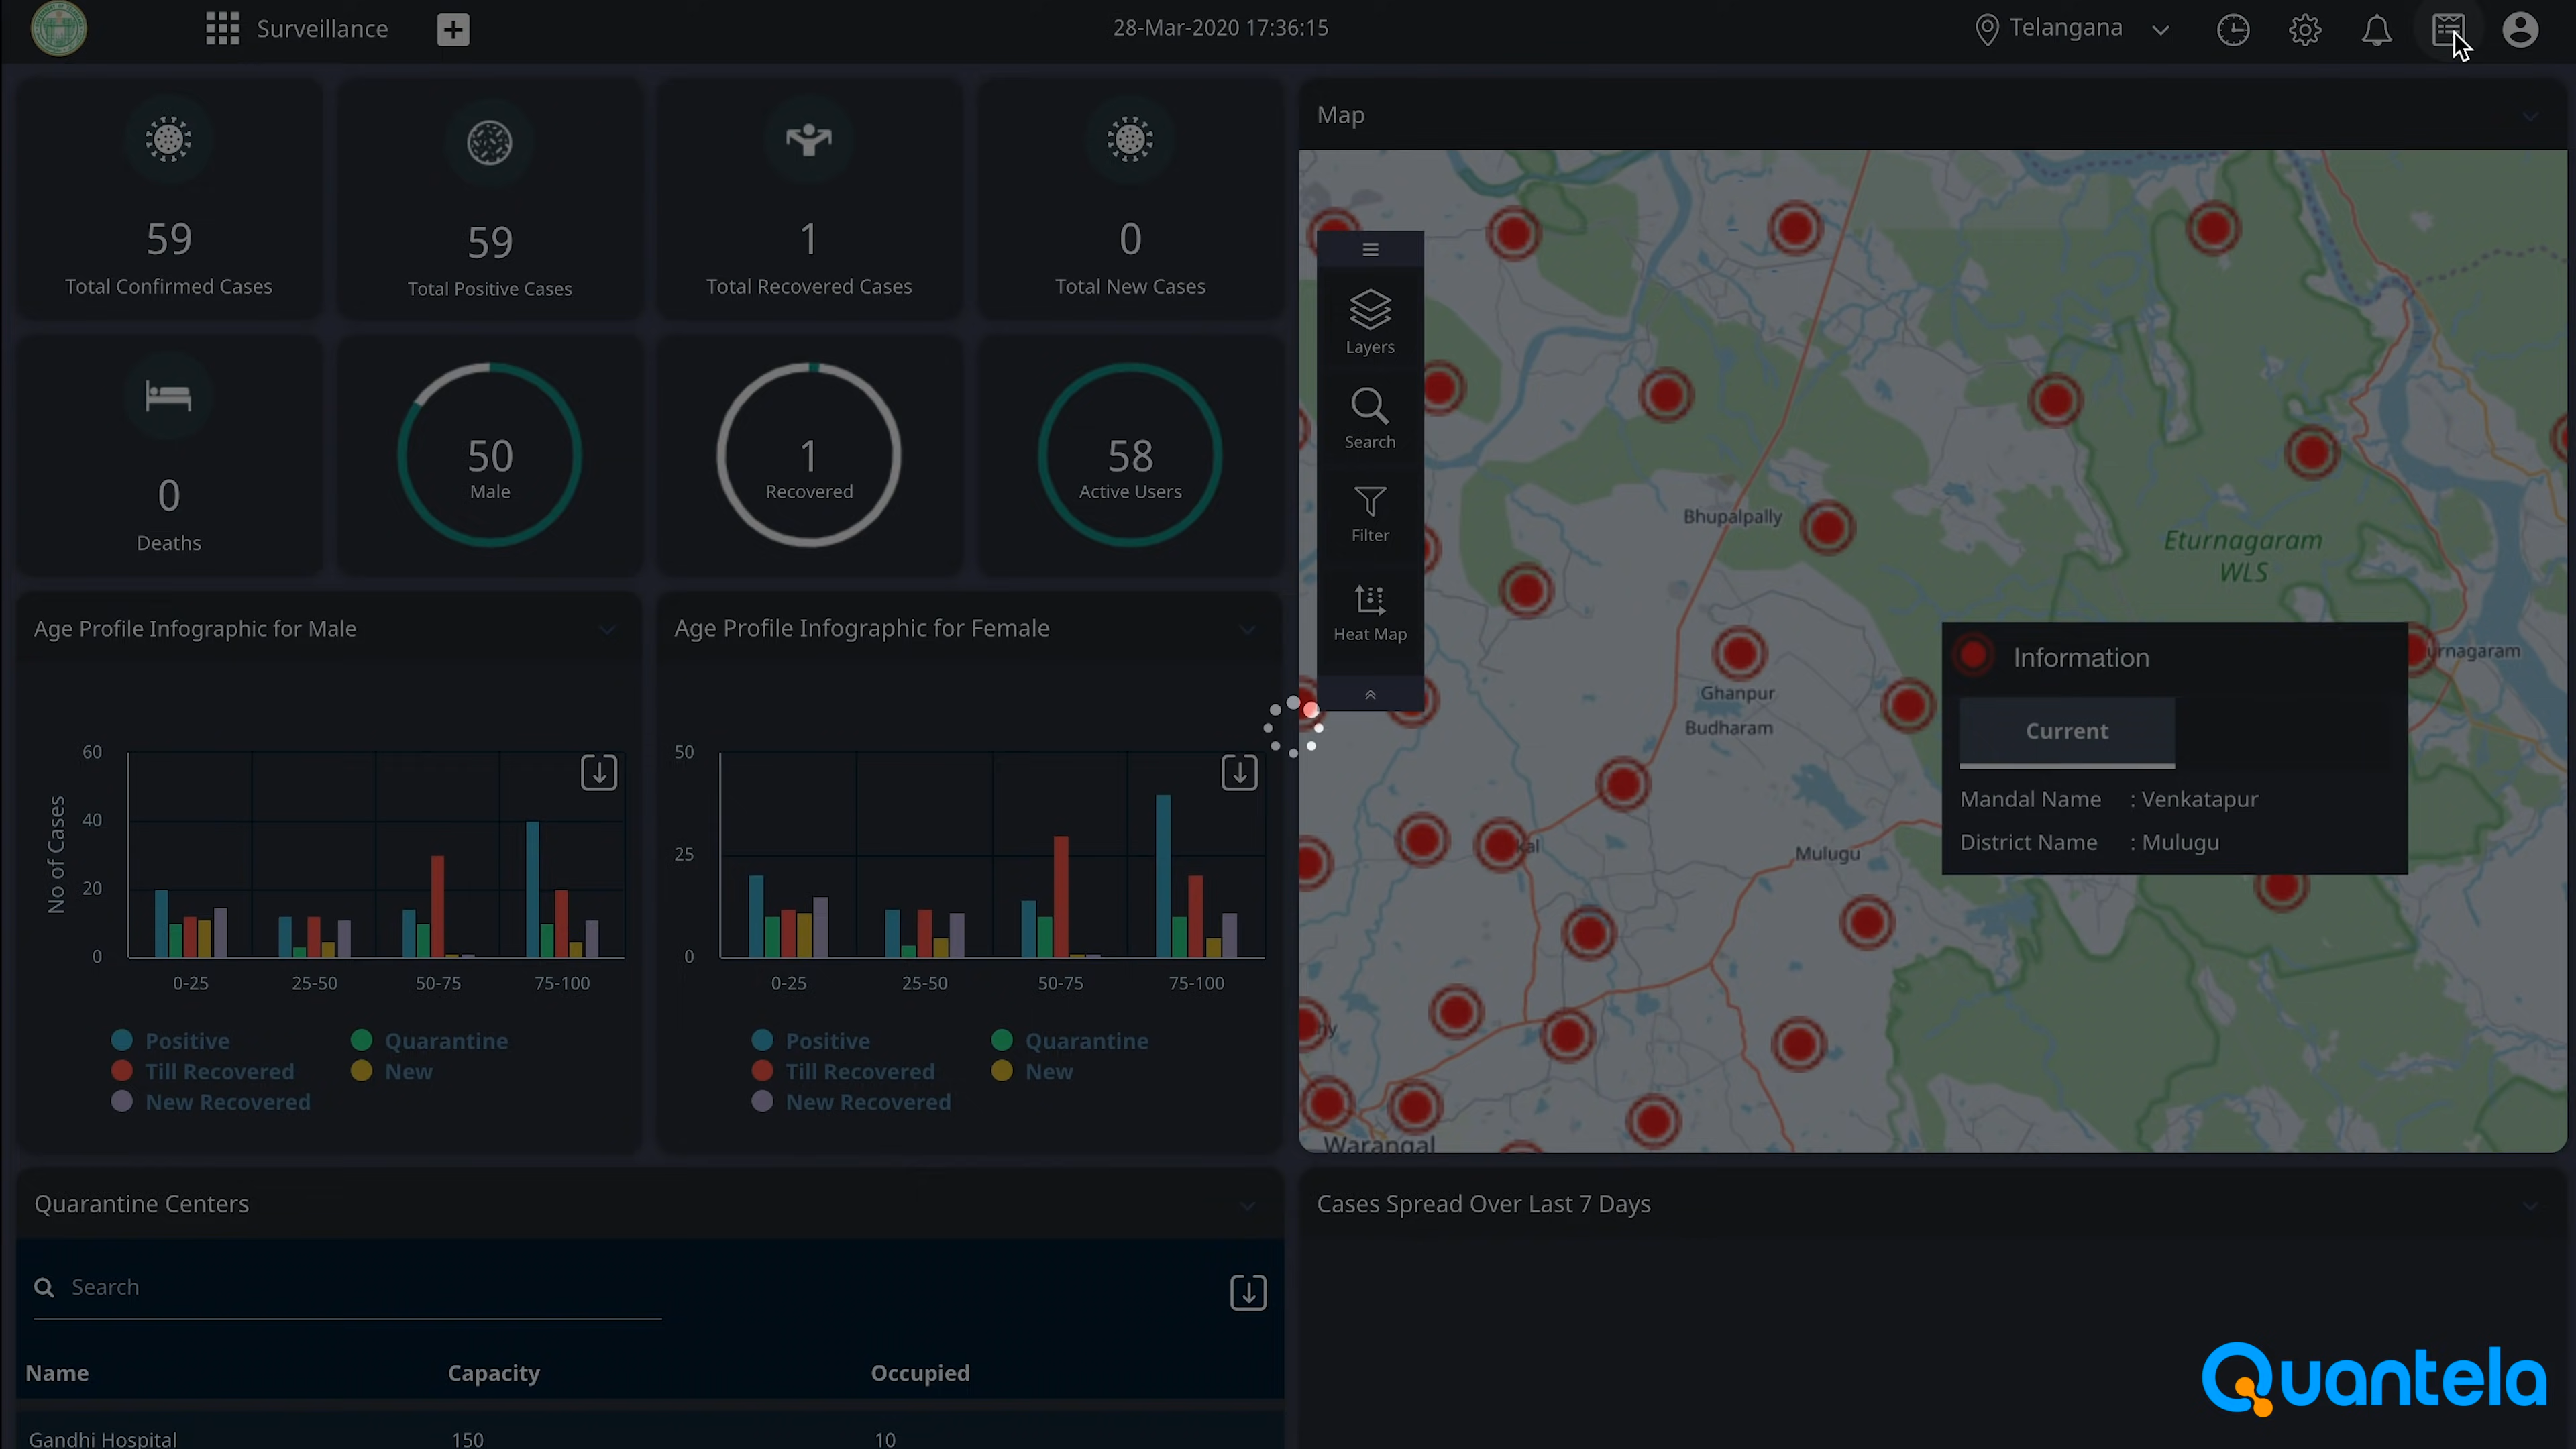 Surveillance
28-Mar-2020 17:36:15
Telangana
59
Total Confirmed Cases
59
Total Positive Cases
1
Total Recovered Cases
0
Total New Cases
0
Deaths
50
Male
1
Recovered
58
Active Users
Map
Layers
Search
Filter
Heat Map
Bhupalpally
Eturnagaram
WLS
Ghanpur
Budharam
Mulugu
Warangal
Information
Current
Mandal Name : Venkatapur
District Name : Mulugu
Age Profile Infographic for Male
No of Cases
60
40
20
0
0-25 25-50 50-75 75-100
Positive Quarantine
Till Recovered New
New Recovered
Age Profile Infographic for Female
50
25
0
0-25 25-50 50-75 75-100
Positive Quarantine
Till Recovered New
New Recovered
Quarantine Centers
Search
Name Capacity Occupied
Gandhi Hospital 150 10
Cases Spread Over Last 7 Days
Quantela